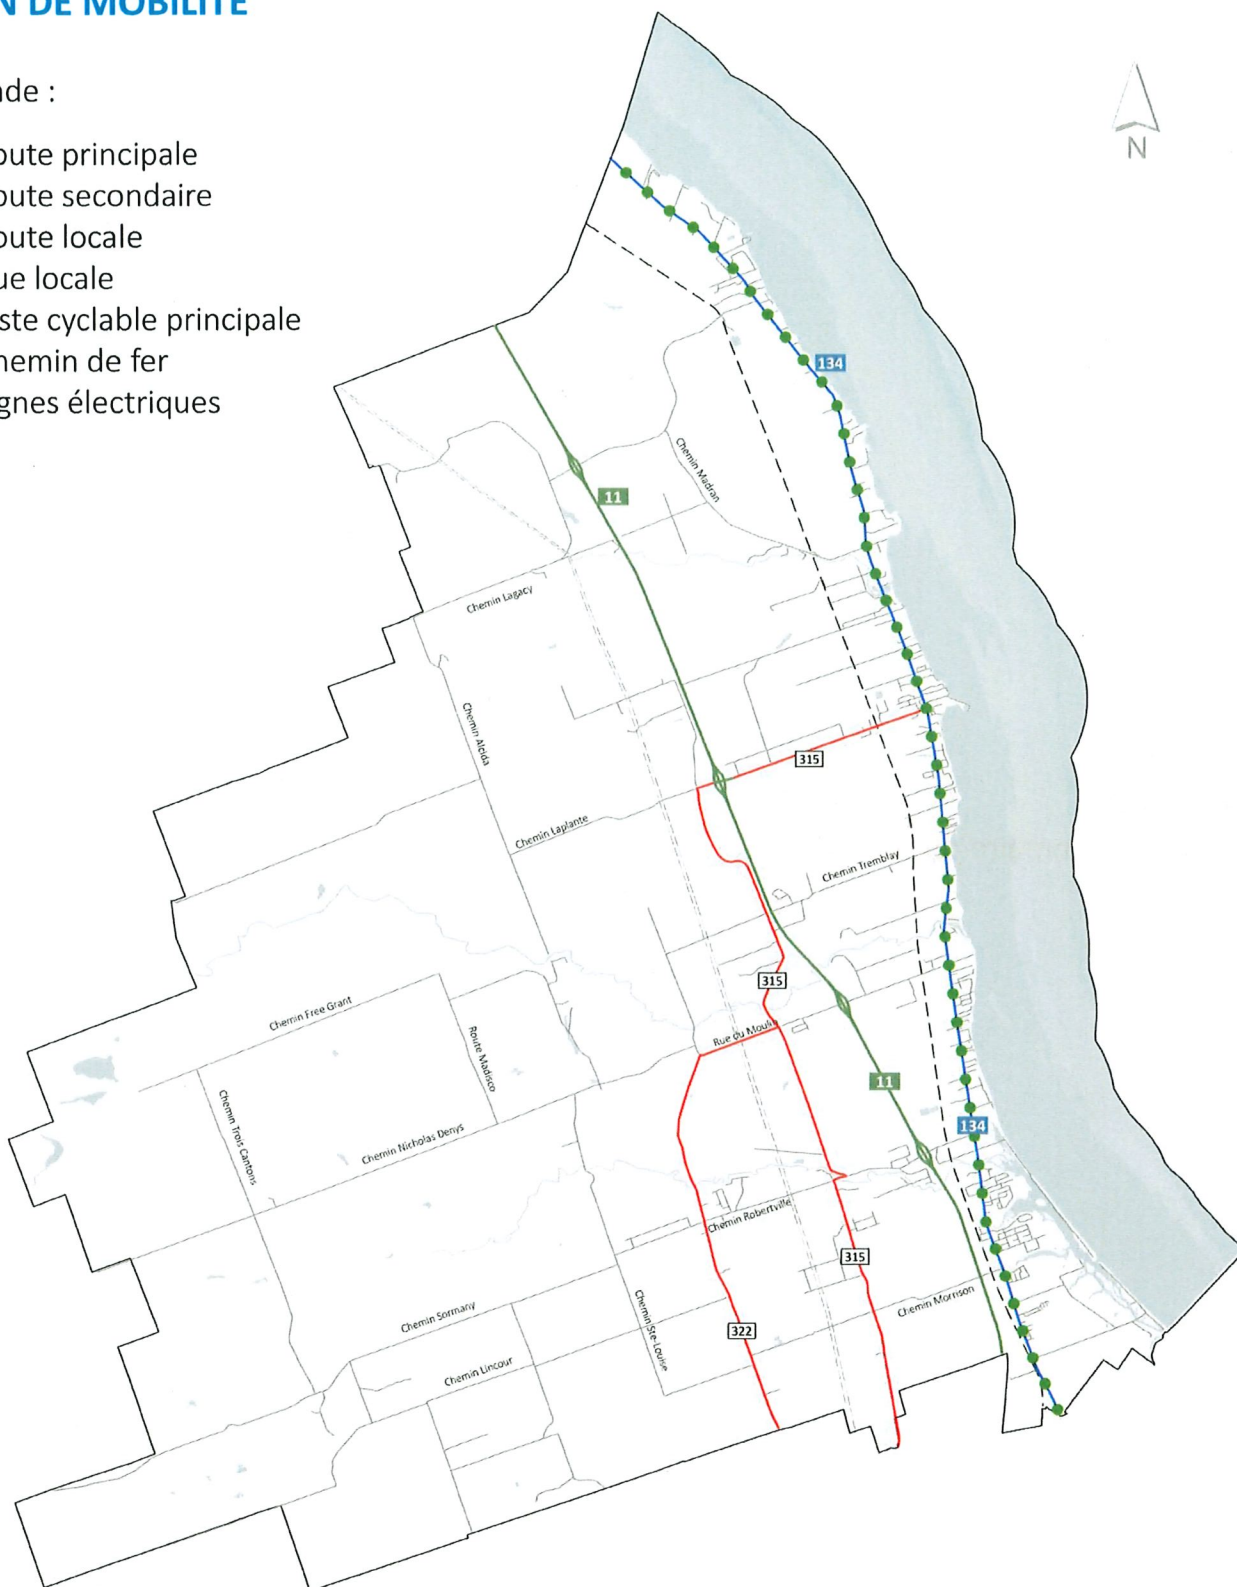 N DE MOBILITÉ
nde :
oute principale
oute secondaire
oute locale
ue locale
ste cyclable principale
hemin de fer
gnes électriques
N
134
11
Chemin Madran
Chemin Lagacy
Chemin Alcida
315
Chemin Laplante
Chemin Tremblay
315
Chemin Free Grant
Route Madisco
Rue du Moulin
11
Chemin Trois Cantons
134
Chemin Nicholas Denys
Chemin Robertville
315
Chemin Ste-Louise
Chemin Morrison
Chemin Sormany
322
Chemin Lincour